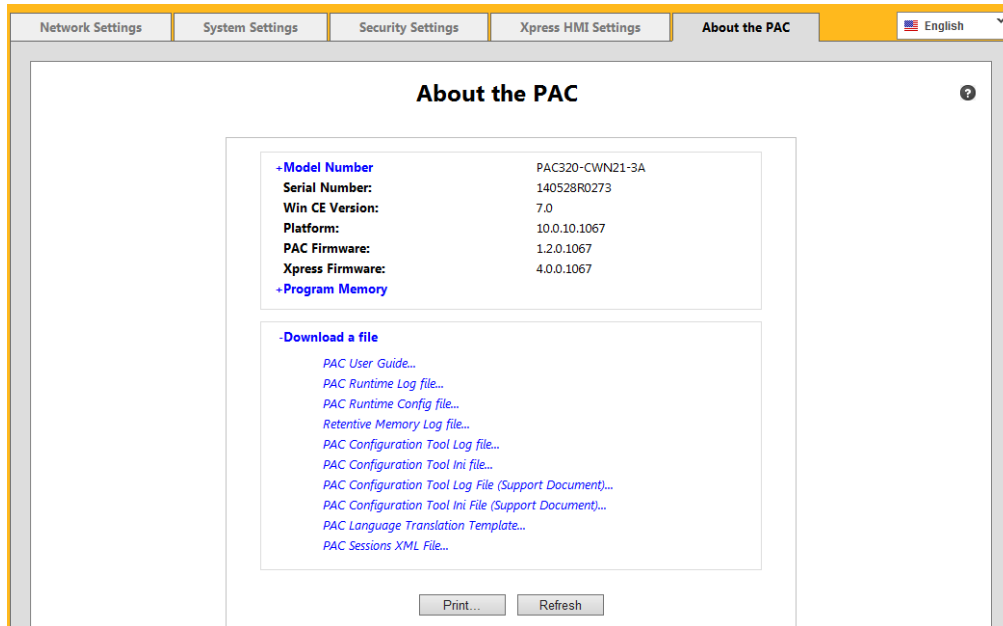 Network Settings
System Settings
Security Settings
Xpress HMI Settings
About the PAC
English
About the PAC
?
+Model Number PAC320-CWN21-3A
Serial Number: 140528R0273
Win CE Version: 7.0
Platform: 10.0.10.1067
PAC Firmware: 1.2.0.1067
Xpress Firmware: 4.0.0.1067
+Program Memory
-Download a file
PAC User Guide...
PAC Runtime Log file...
PAC Runtime Config file...
Retentive Memory Log file...
PAC Configuration Tool Log file...
PAC Configuration Tool Ini file...
PAC Configuration Tool Log File (Support Document)...
PAC Configuration Tool Ini File (Support Document)...
PAC Language Translation Template...
PAC Sessions XML File...
Print...
Refresh